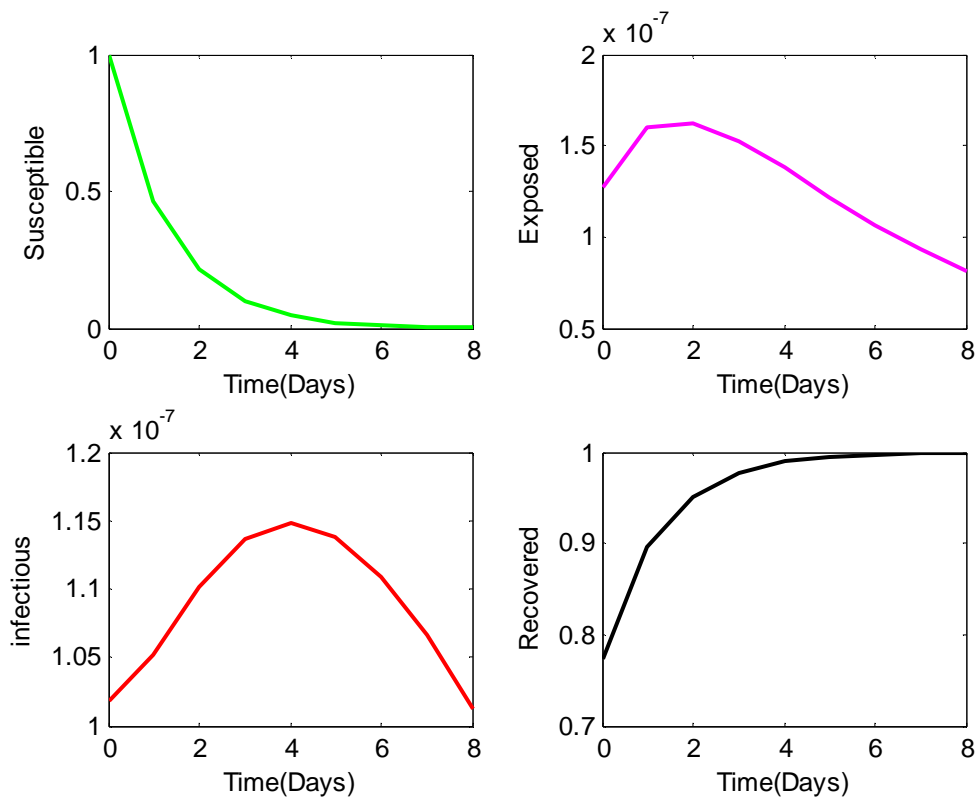 Susceptible
1
0.5
0
0 2 4 6 8
Time(Days)
x 10-7
Exposed
2
1.5
1
0.5
0 2 4 6 8
Time(Days)
x 10-7
infectious
1.2
1.15
1.1
1.05
1
0 2 4 6 8
Time(Days)
Recovered
1
0.9
0.8
0.7
0 2 4 6 8
Time(Days)